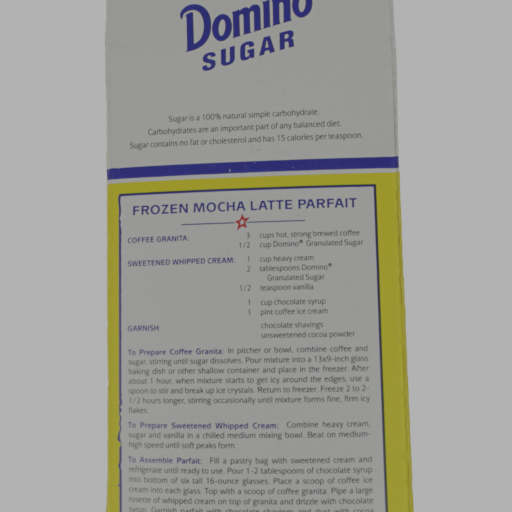 Domino
SUGAR
Sugar is a 100% natural simple carbohydrate.
Carbohydrates are an important part of any balanced diet.
Sugar contains no fat or cholesterol and has 15 calories per teaspoon.
FROZEN MOCHA LATTE PARFAIT
COFFEE GRANITA: 3 cups hot, strong brewed coffee
1/2 cup Domino® Granulated Sugar
SWEETENED WHIPPED CREAM: 1 cup heavy cream
2 tablespoons Domino®
Granulated Sugar
1/2 teaspoon vanilla
1 cup chocolate syrup
1 pint coffee ice cream
GARNISH: chocolate shavings
unsweetened cocoa powder
To Prepare Coffee Granita: In pitcher or bowl, combine coffee and
sugar, stirring until sugar dissolves. Pour mixture into a 13x9-inch glass
baking dish or other shallow container and place in the freezer. After
about 1 hour, when mixture starts to get icy around the edges, use a
spoon to stir and break up ice crystals. Return to freezer. Freeze 2 to 2-
1/2 hours longer, stirring occasionally until mixture forms fine, firm icy
flakes.
To Prepare Sweetened Whipped Cream: Combine heavy cream,
sugar and vanilla in a chilled medium mixing bowl. Beat on medium-
high speed until soft peaks form.
To Assemble Parfait: Fill a pastry bag with sweetened cream and
refrigerate until ready to use. Pour 1-2 tablespoons of chocolate syrup
into bottom of six tall 16-ounce glasses. Place a scoop of coffee ice
cream into each glass. Top with a scoop of coffee granita. Pipe a large
rosette of whipped cream on top of granita and drizzle with chocolate
syrup. Garnish parfait with chocolate shavings and dust with cocoa